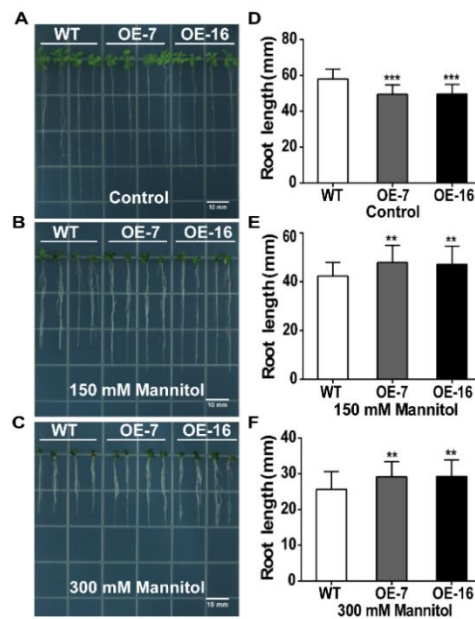 A
WT OE-7 OE-16
Control
10 mm
B
WT OE-7 OE-16
150 mM Mannitol
10 mm
C
WT OE-7 OE-16
300 mM Mannitol
10 mm
D
Root length(mm)
80
60
40
20
0
*** ***
WT OE-7 OE-16
Control
E
Root length(mm)
60
40
20
0
** **
WT OE-7 OE-16
150 mM Mannitol
F
Root length(mm)
40
30
20
10
0
** **
WT OE-7 OE-16
300 mM Mannitol